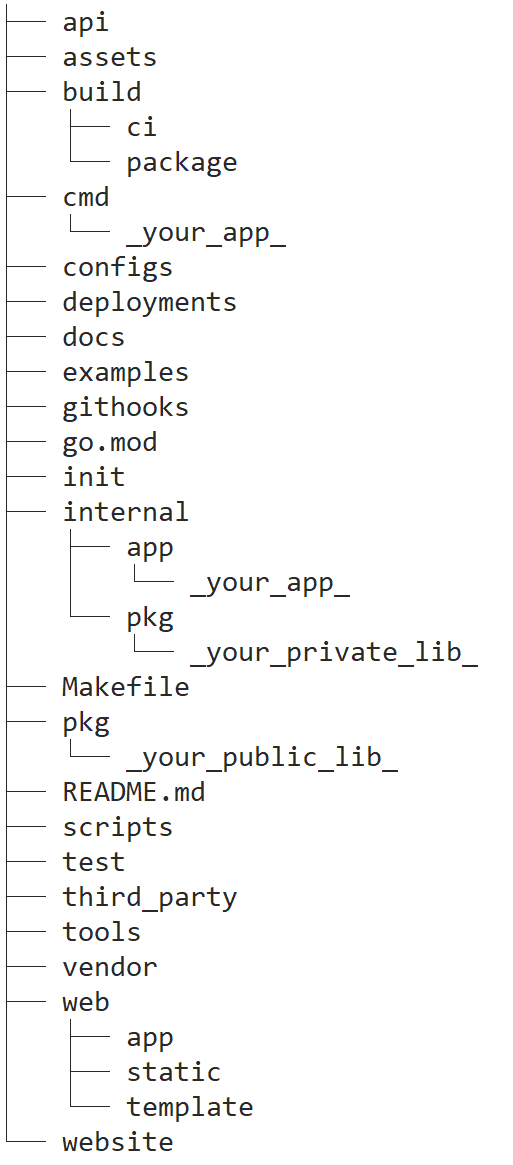 api
assets
build
ci
package
cmd
_your_app_
configs
deployments
docs
examples
githooks
go.mod
init
internal
app
_your_app_
pkg
_your_private_lib_
Makefile
pkg
_your_public_lib_
README.md
scripts
test
third_party
tools
vendor
web
app
static
template
website